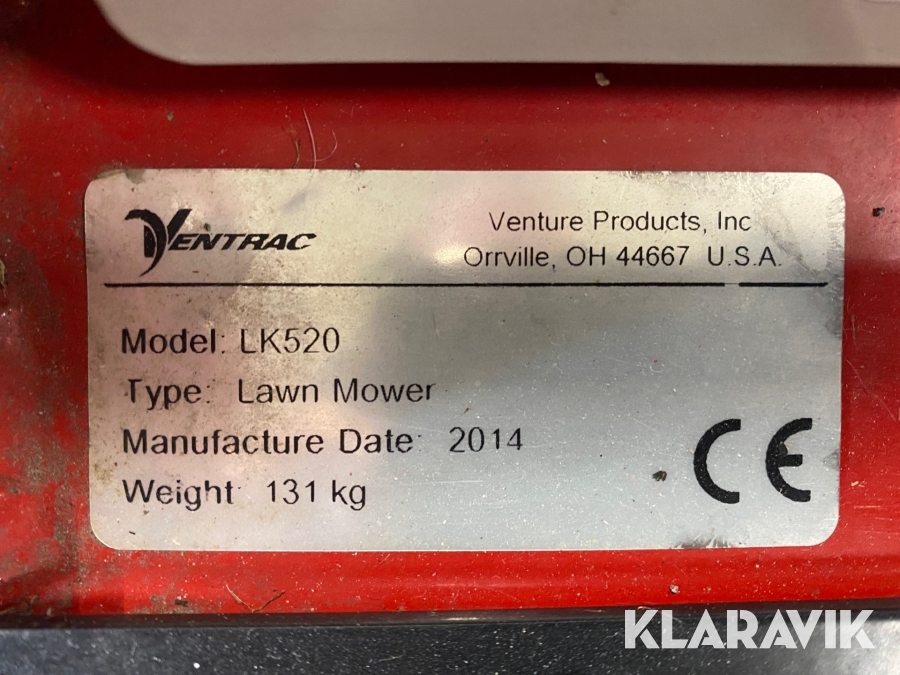 VENTRAC
Venture Products, Inc
Orrville, OH 44667 U.S.A.
Model: LK520
Type: Lawn Mower
Manufacture Date: 2014
Weight: 131 kg
CE
KLARAVIK